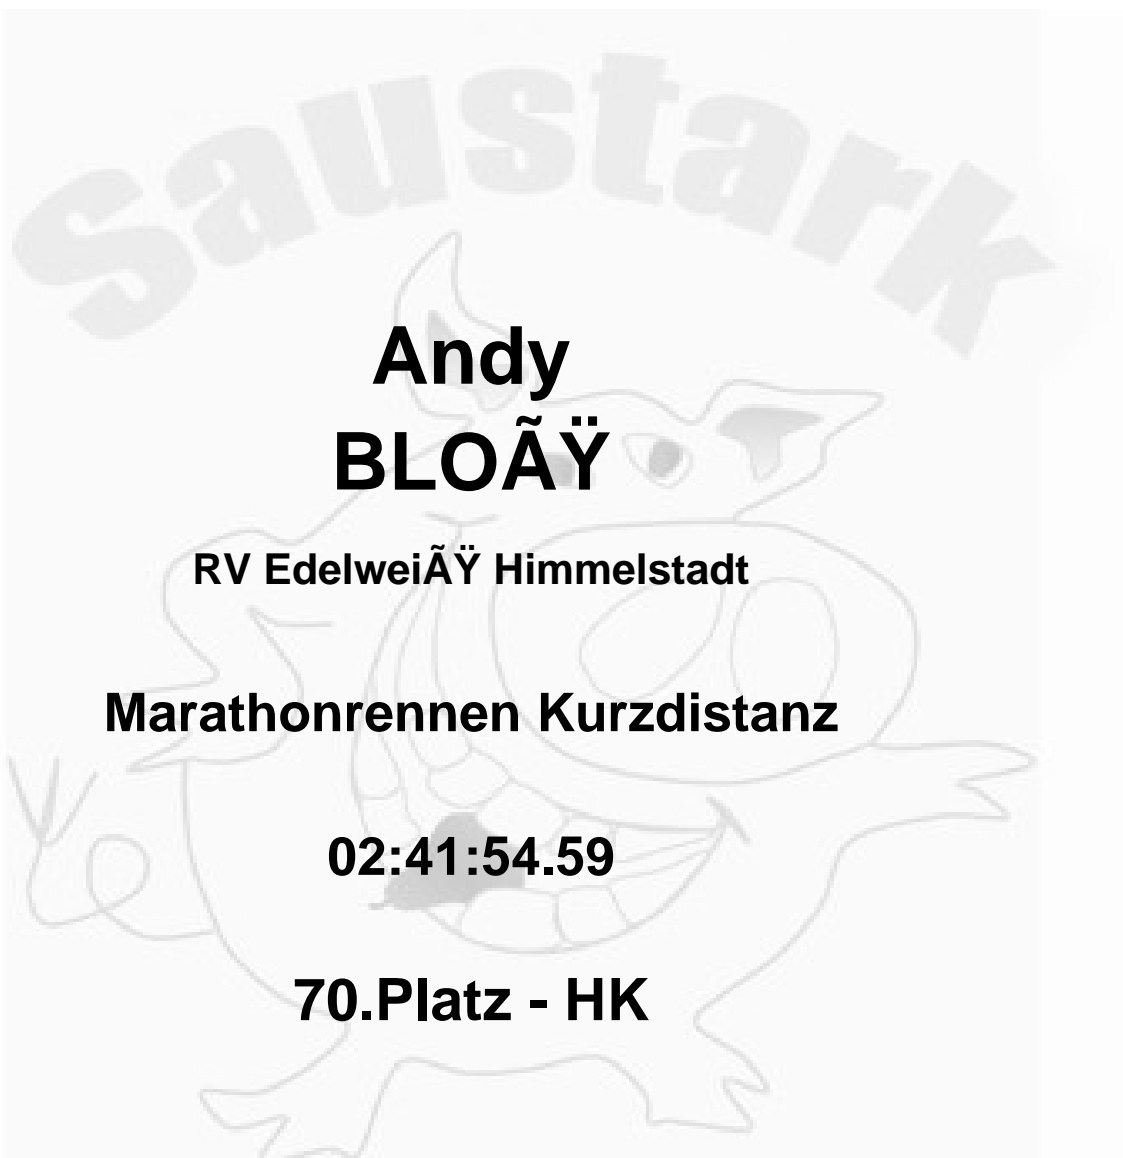 Saustark
Andy
BLOÃŸ
RV EdelweiÃŸ Himmelstadt
Marathonrennen Kurzdistanz
02:41:54.59
70.Platz - HK